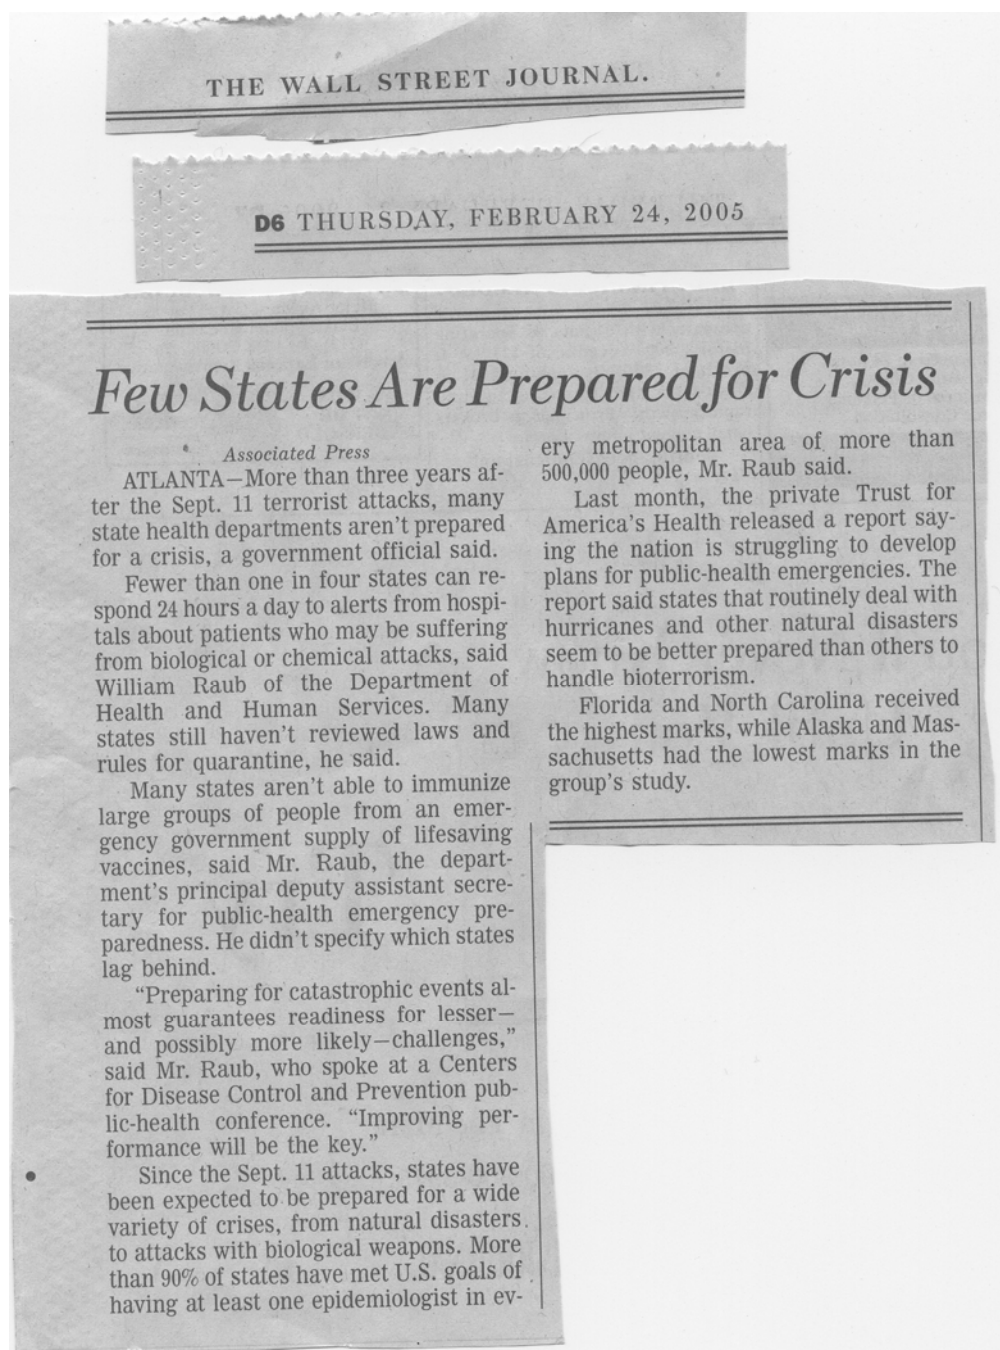 THE WALL STREET JOURNAL.
D6 THURSDAY, FEBRUARY 24, 2005
Few States Are Prepared for Crisis
Associated Press
ATLANTA—More than three years af-
ter the Sept. 11 terrorist attacks, many
state health departments aren't prepared
for a crisis, a government official said.
Fewer than one in four states can re-
spond 24 hours a day to alerts from hospi-
tals about patients who may be suffering
from biological or chemical attacks, said
William Raub of the Department of
Health and Human Services. Many
states still haven't reviewed laws and
rules for quarantine, he said.
Many states aren't able to immunize
large groups of people from an emer-
gency government supply of lifesaving
vaccines, said Mr. Raub, the depart-
ment's principal deputy assistant secre-
tary for public-health emergency pre-
paredness. He didn't specify which states
lag behind.
"Preparing for catastrophic events al-
most guarantees readiness for lesser—
and possibly more likely—challenges,"
said Mr. Raub, who spoke at a Centers
for Disease Control and Prevention pub-
lic-health conference. "Improving per-
formance will be the key."
Since the Sept. 11 attacks, states have
been expected to be prepared for a wide
variety of crises, from natural disasters
to attacks with biological weapons. More
than 90% of states have met U.S. goals of
having at least one epidemiologist in ev-
ery metropolitan area of more than
500,000 people, Mr. Raub said.
Last month, the private Trust for
America's Health released a report say-
ing the nation is struggling to develop
plans for public-health emergencies. The
report said states that routinely deal with
hurricanes and other natural disasters
seem to be better prepared than others to
handle bioterrorism.
Florida and North Carolina received
the highest marks, while Alaska and Mas-
sachusetts had the lowest marks in the
group's study.